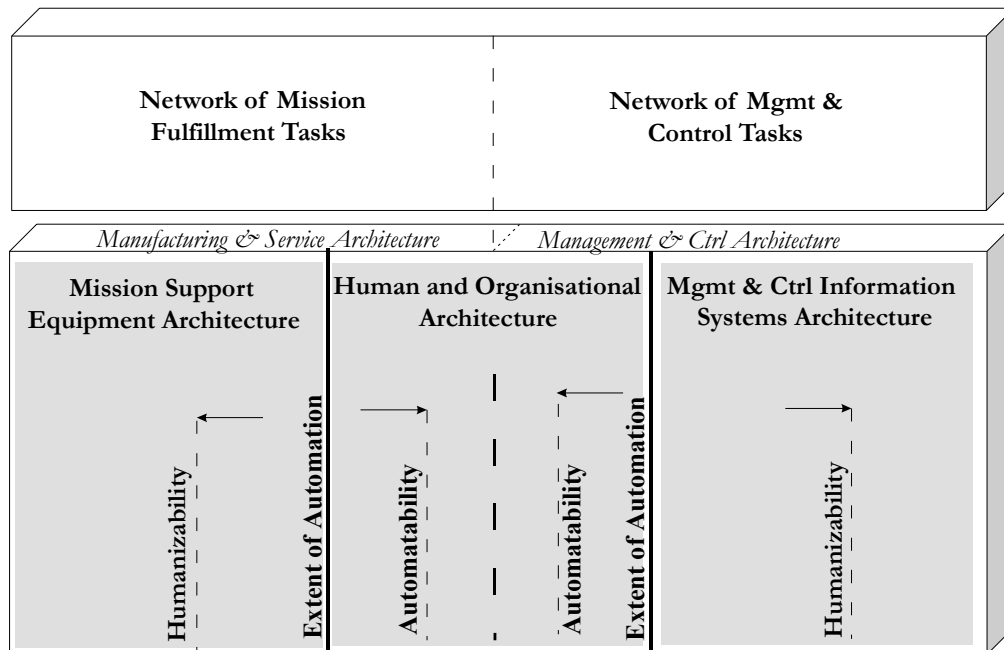 Network of Mission
Fulfillment Tasks
Network of Mgmt &
Control Tasks
Manufacturing & Service Architecture
Management & Ctrl Architecture
Mission Support
Equipment Architecture
Human and Organisational
Architecture
Mgmt & Ctrl Information
Systems Architecture
Humanizability
Extent of Automation
Automatability
Automatability
Extent of Automation
Humanizability